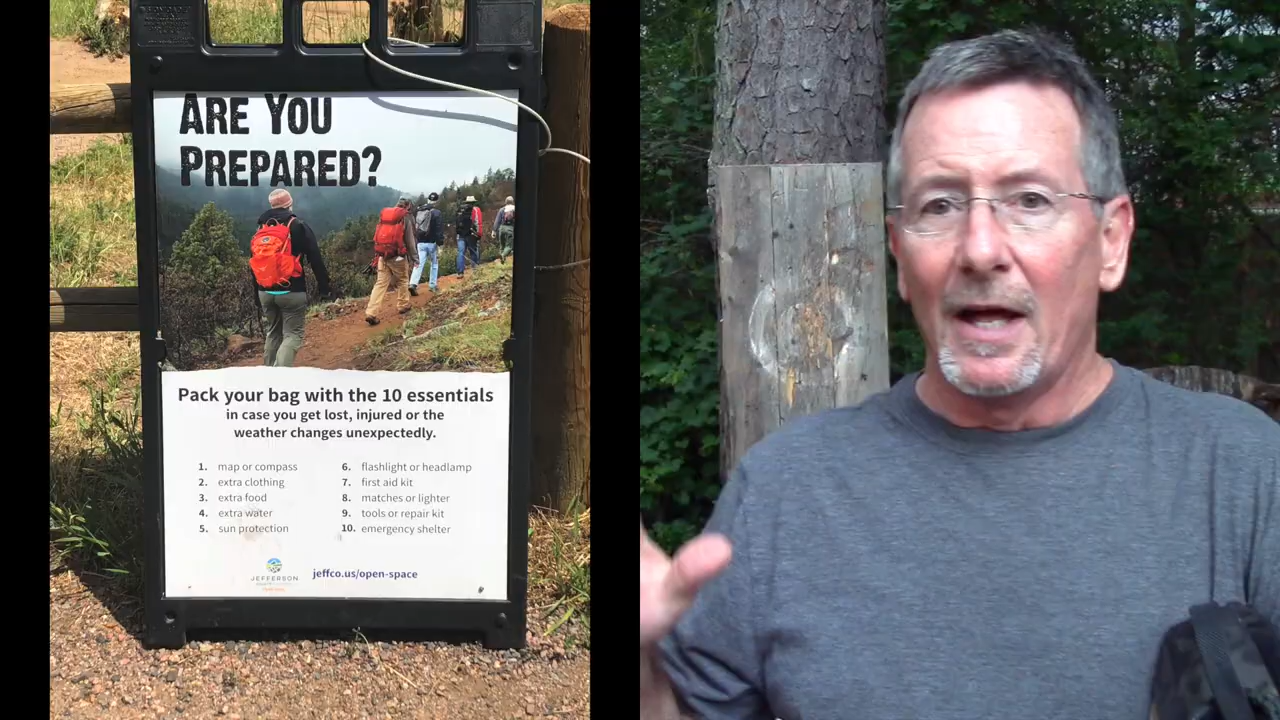 ARE YOU
PREPARED?
Pack your bag with the 10 essentials
in case you get lost, injured or the
weather changes unexpectedly.
1. map or compass
2. extra clothing
3. extra food
4. extra water
5. sun protection
6. flashlight or headlamp
7. first aid kit
8. matches or lighter
9. tools or repair kit
10. emergency shelter
JEFFERSON
jeffco.us/open-space